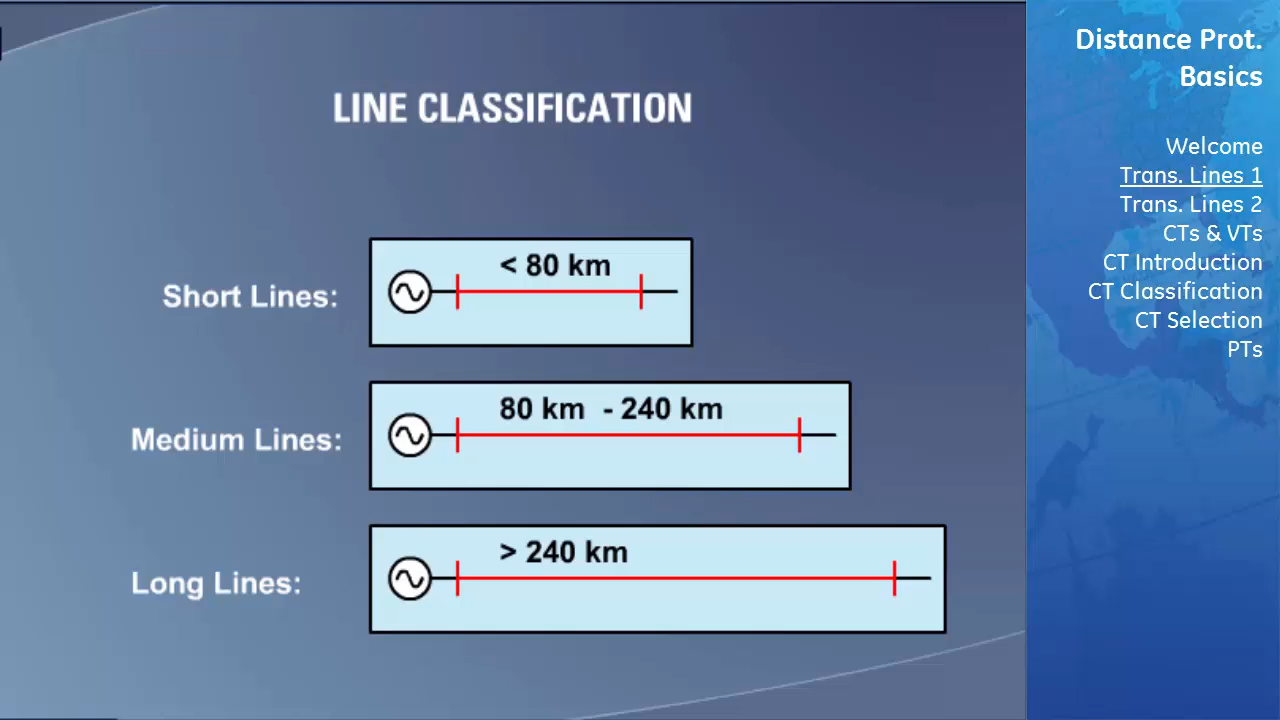 LINE CLASSIFICATION
Short Lines:
< 80 km
Medium Lines:
80 km - 240 km
Long Lines:
> 240 km
Distance Prot.
Basics
Welcome
Trans. Lines 1
Trans. Lines 2
CTs & VTs
CT Introduction
CT Classification
CT Selection
PTs